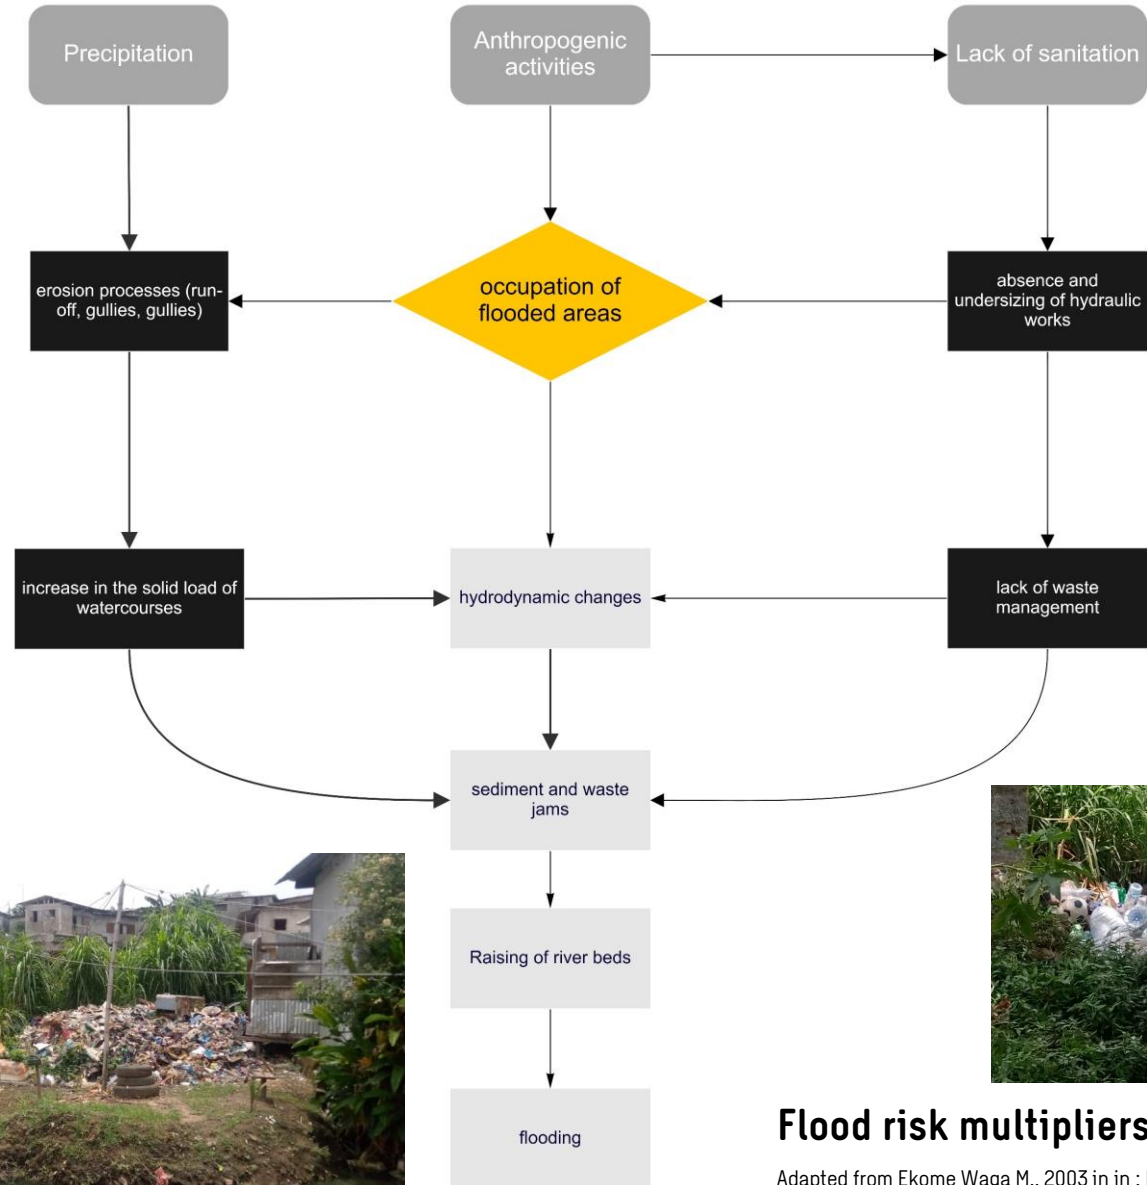 Precipitation
Anthropogenic
activities
Lack of sanitation
erosion processes (run-
off, gullies, gullies)
occupation of
flooded areas
absence and
undersizing of hydraulic
works
increase in the solid load of
watercourses
hydrodynamic changes
lack of waste
management
sediment and waste
jams
Raising of river beds
flooding
Flood risk multipliers
Adapted from Ekome Waga M., 2003 in in :